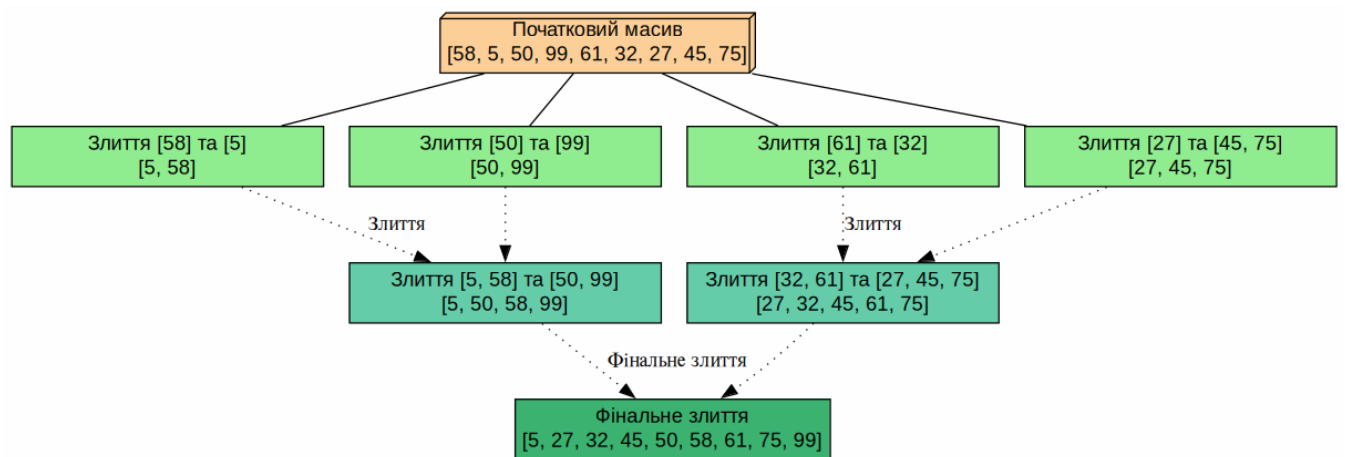 Початковий масив
[58, 5, 50, 99, 61, 32, 27, 45, 75]
Злиття [58] та [5]
[5, 58]
Злиття [50] та [99]
[50, 99]
Злиття [61] та [32]
[32, 61]
Злиття [27] та [45, 75]
[27, 45, 75]
Злиття
Злиття
Злиття [5, 58] та [50, 99]
[5, 50, 58, 99]
Злиття [32, 61] та [27, 45, 75]
[27, 32, 45, 61, 75]
Фінальне злиття
Фінальне злиття
[5, 27, 32, 45, 50, 58, 61, 75, 99]